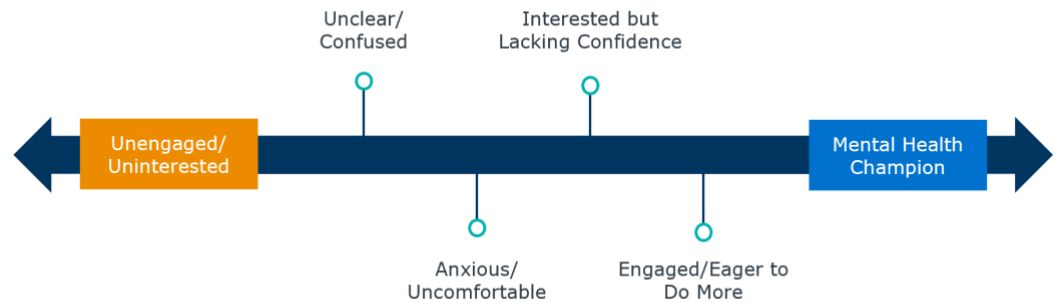 Unclear/
Confused
Interested but
Lacking Confidence
Unengaged/
Uninterested
Mental Health
Champion
Anxious/
Uncomfortable
Engaged/Eager to
Do More